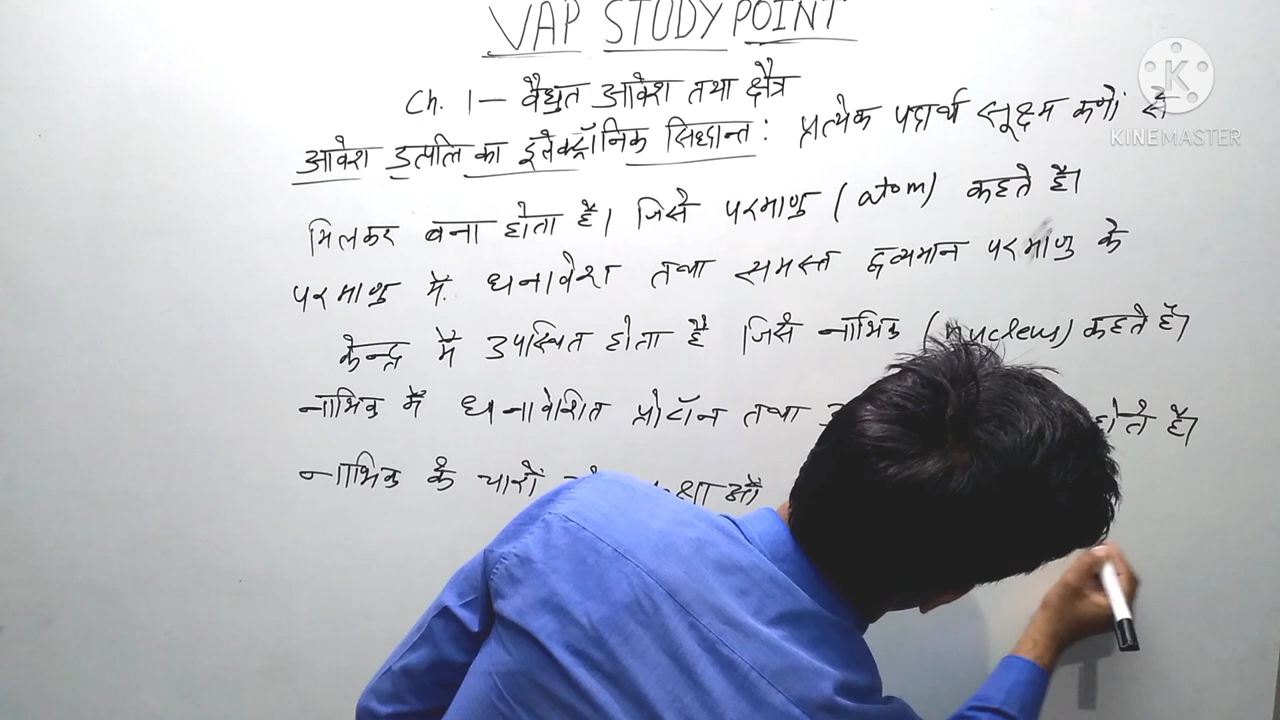 VAP STUDY POINT
Ch. 1 — वैद्युत आवेश तथा क्षेत्र
आवेश उत्पत्ति का इलेक्ट्रॉनिक सिद्धान्त : प्रत्येक पदार्थ सूक्ष्म कणों से
मिलकर बना होता है। जिसे परमाणु (atom) कहते है।
परमाणु में धनावेश तथा समस्त द्रव्यमान परमाणु के
केन्द्र में उपस्थित होता है जिसे नाभिक (nucleus) कहते है।
नाभिक में धनावेशित प्रोटॉन तथा होते है।
नाभिक के चारों
K
KINEMASTER